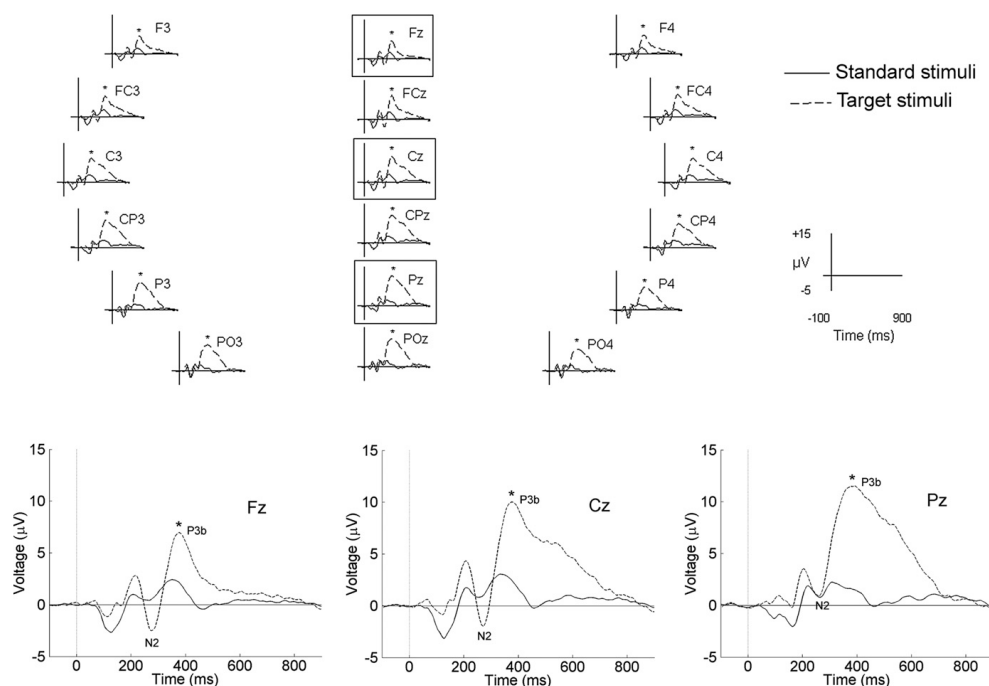 * F3
* Fz
* F4
Standard stimuli
Target stimuli
* FC3
* FCz
* FC4
* C3
* Cz
* C4
* CP3
* CPz
* CP4
+15
µV
-5
-100 900
Time (ms)
* P3
* Pz
* P4
* PO3
* POz
* PO4
15
10
5
0
-5
Voltage (µV)
Fz
* P3b
N2
0 200 400 600 800
Time (ms)
15
10
5
0
-5
Voltage (µV)
Cz
* P3b
N2
0 200 400 600 800
Time (ms)
15
10
5
0
-5
Voltage (µV)
Pz
* P3b
N2
0 200 400 600 800
Time (ms)